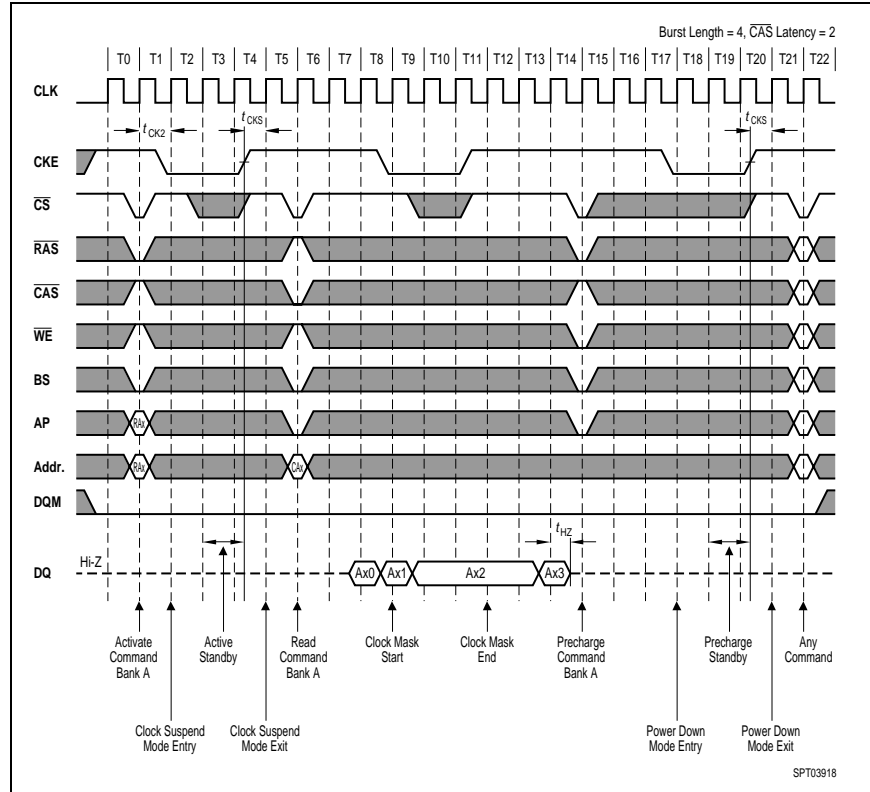 Burst Length = 4, CAS Latency = 2
T0 T1 T2 T3 T4 T5 T6 T7 T8 T9 T10 T11 T12 T13 T14 T15 T16 T17 T18 T19 T20 T21 T22
CLK
t CK2
t CKS
t CKS
CKE
CS
RAS
CAS
WE
BS
AP
RAx
Addr.
RAx
CAx
DQM
t HZ
Hi-Z
DQ
Ax0 Ax1 Ax2 Ax3
Activate
Command
Bank A
Active
Standby
Read
Command
Bank A
Clock Mask
Start
Clock Mask
End
Precharge
Command
Bank A
Precharge
Standby
Any
Command
Clock Suspend
Mode Entry
Clock Suspend
Mode Exit
Power Down
Mode Entry
Power Down
Mode Exit
SPT03918